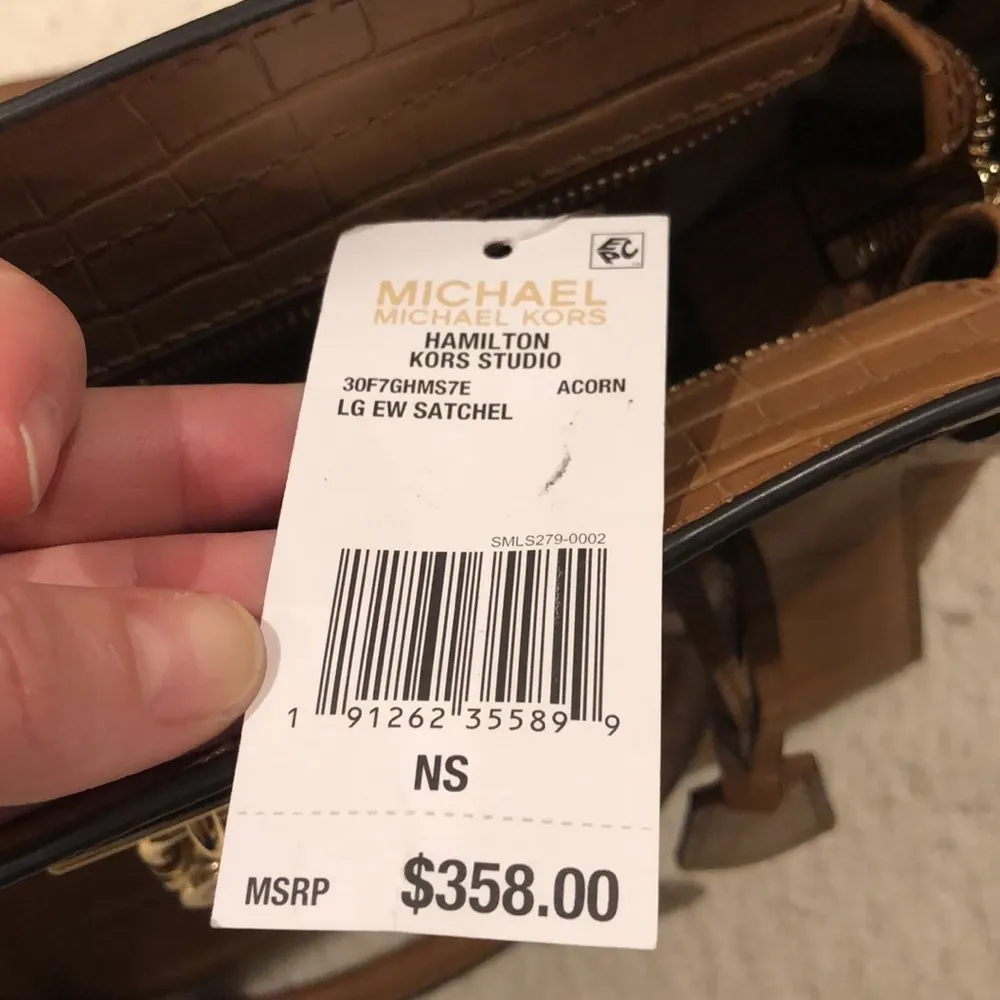 EPC
MICHAEL
MICHAEL KORS
HAMILTON
KORS STUDIO
30F7GHMS7E ACORN
LG EW SATCHEL
SMLS279-0002
1 91262 35589 9
NS
MSRP $358.00